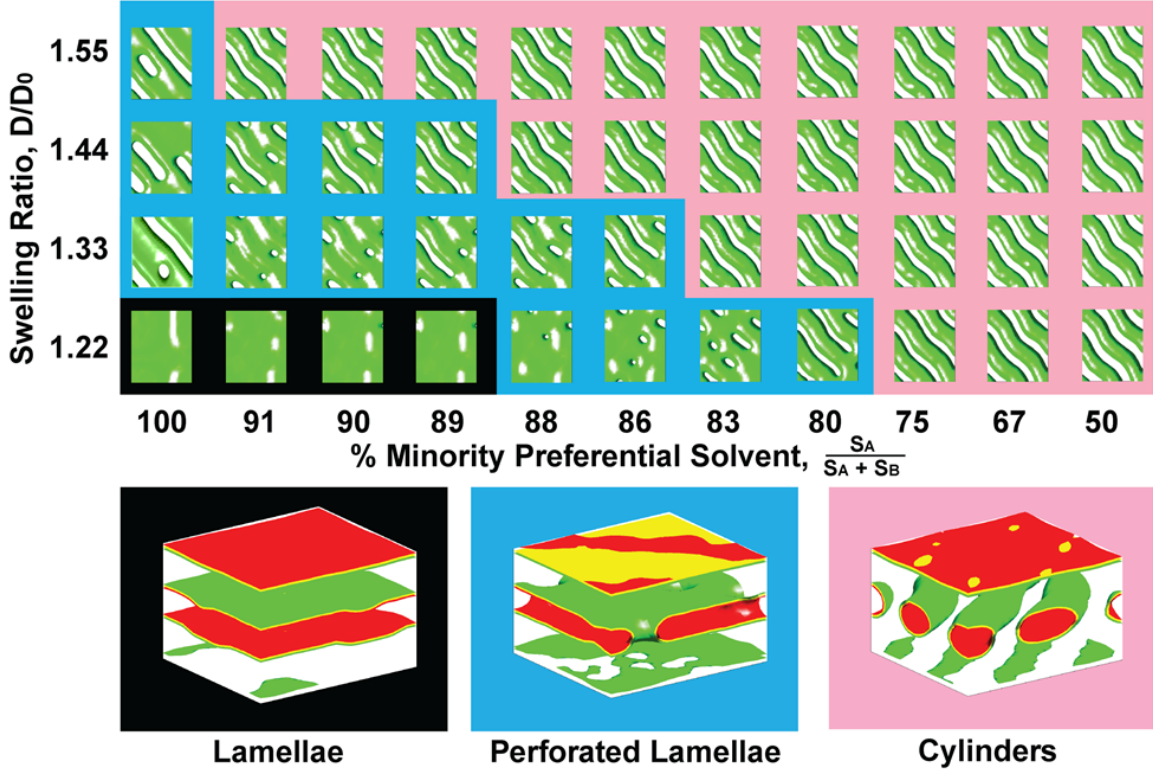 Swelling Ratio, D/D0
1.55
1.44
1.33
1.22
100 91 90 89 88 86 83 80 75 67 50
% Minority Preferential Solvent, SA / SA + SB
Lamellae Perforated Lamellae Cylinders